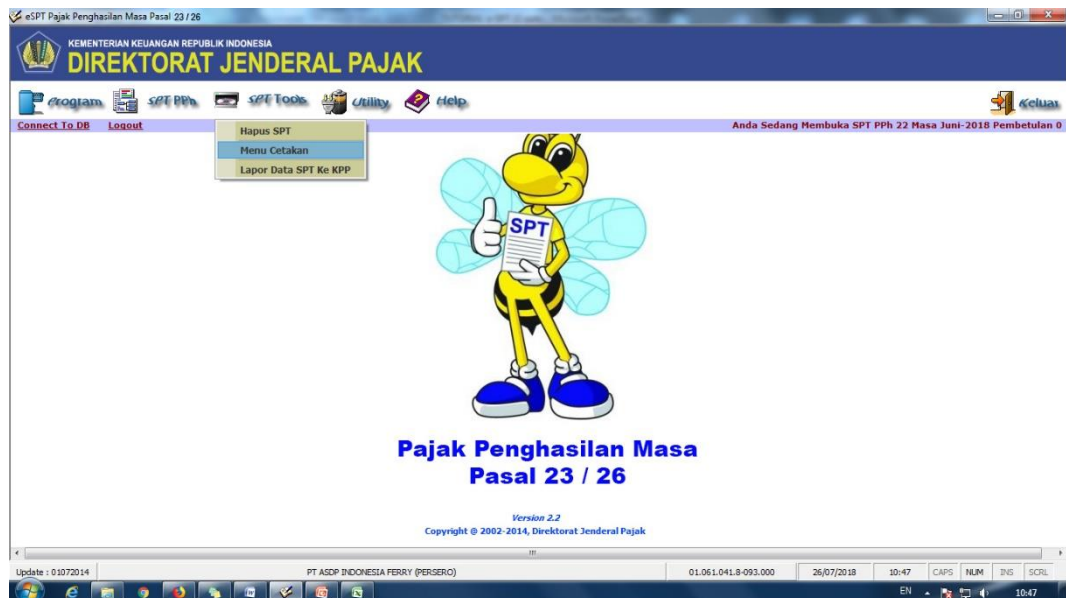 eSPT Pajak Penghasilan Masa Pasal 23 / 26
KEMENTERIAN KEUANGAN REPUBLIK INDONESIA
DIREKTORAT JENDERAL PAJAK
Program SPT PPh SPT Tools Utility Help Keluar
Connect To DB Logout Anda Sedang Membuka SPT PPh 22 Masa Juni-2018 Pembetulan 0
Hapus SPT
Menu Cetakan
Lapor Data SPT Ke KPP
SPT
Pajak Penghasilan Masa
Pasal 23 / 26
Version 2.2
Copyright @ 2002-2014, Direktorat Jenderal Pajak
Update : 01072014 PT ASDP INDONESIA FERRY (PERSERO) 01.061.041.8-093.000 26/07/2018 10:47 CAPS NUM INS SCRL
EN 10:47